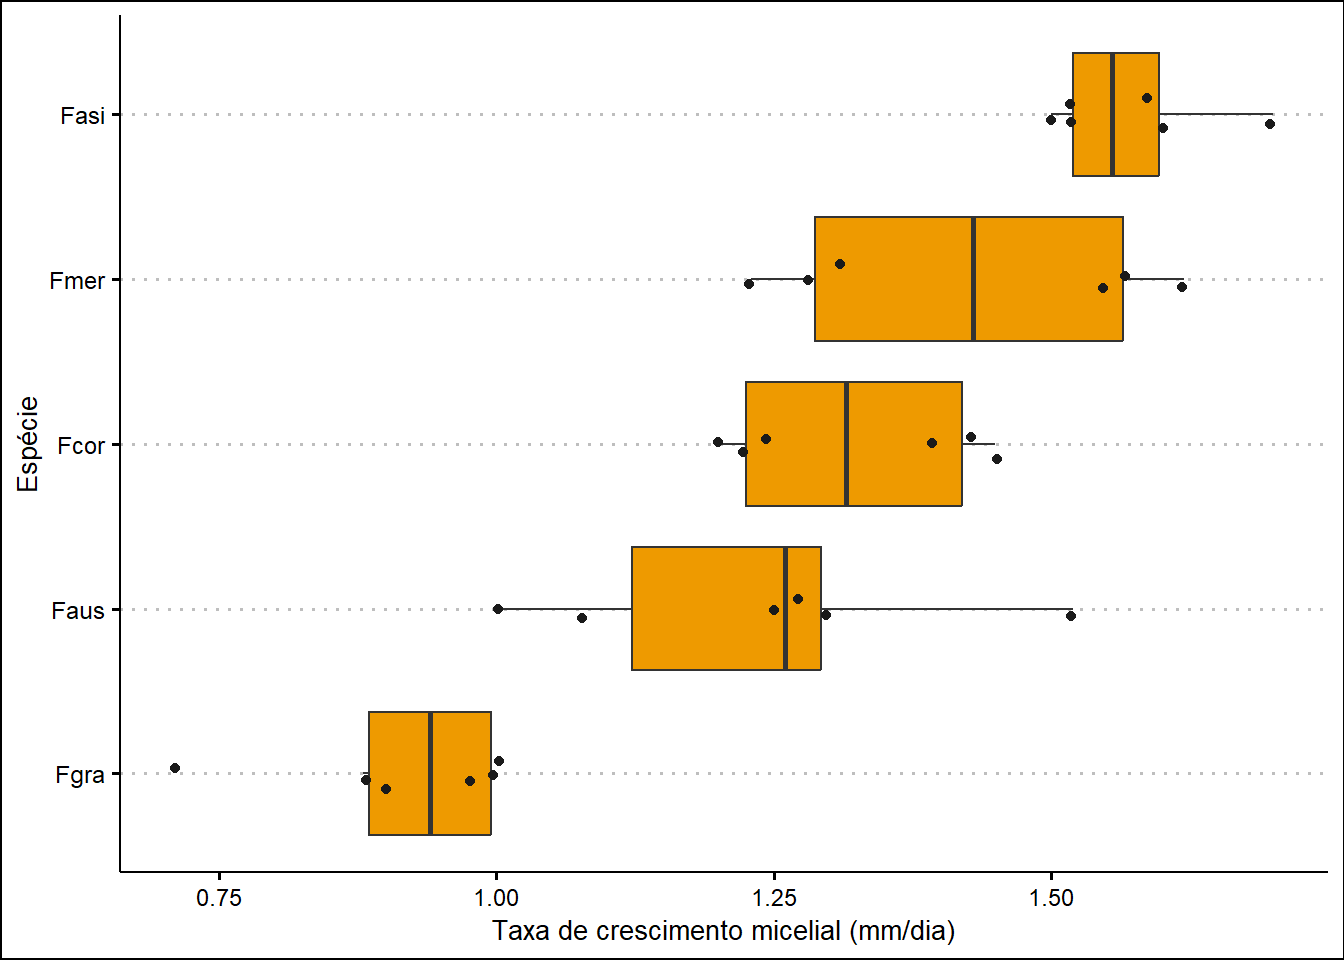 Espécie
Fasi
Fmer
Fcor
Faus
Fgra
0.75 1.00 1.25 1.50
Taxa de crescimento micelial (mm/dia)